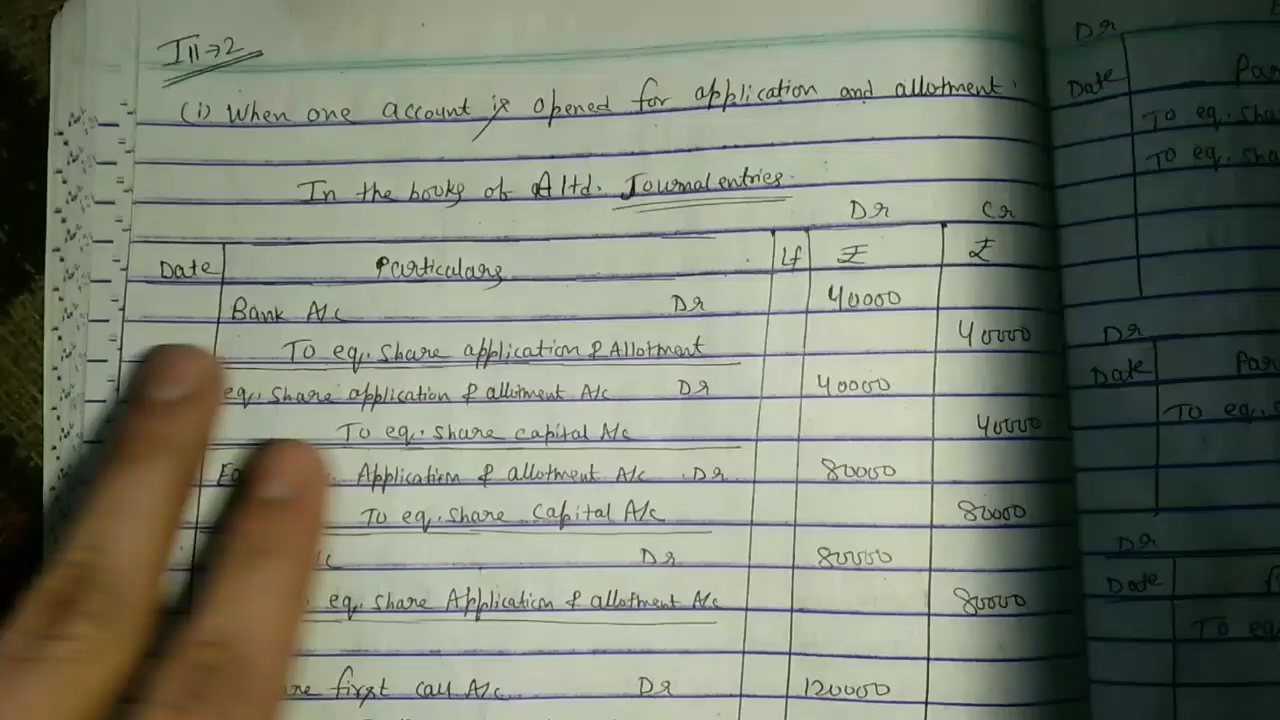 Ill→2
(i) When one account is opened for application and allotment.
In the books of A ltd. Journal entries.
Dr Cr
Date Particulars Lf ₹ ₹
Bank A/c Dr 40000
To eq. share application & Allotment 40000
eq. share application & allotment A/c Dr 40000
To eq. share capital A/c 40000
Application & allotment A/c Dr 80000
To eq. share capital A/c 80000
Dr 80000
eq. share Application & allotment A/c 80000
first call A/c Dr 120000
Dr
Date
To eq.
To eq.
Dr
Date
To eq.
Dr
Date
To eq